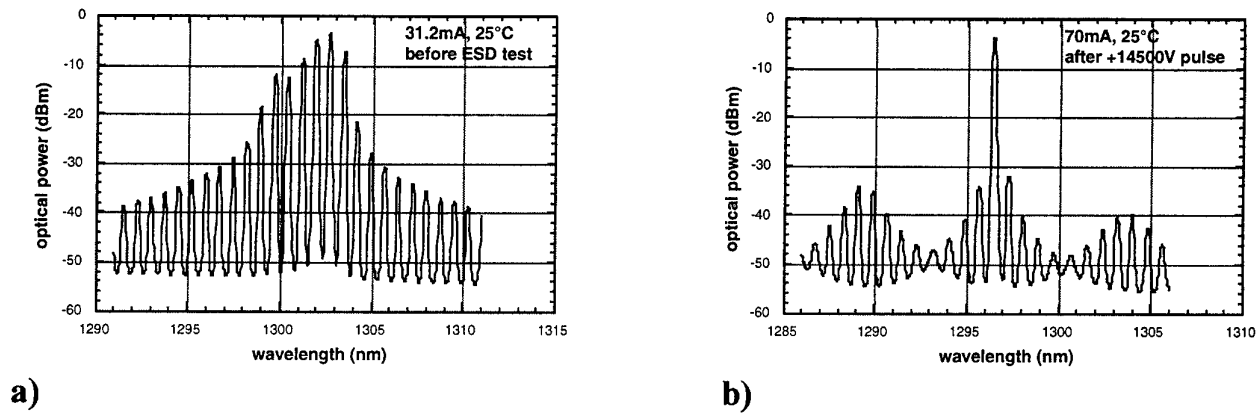 0
-10
-20
-30
-40
-50
-60
optical power (dBm)
31.2mA, 25°C
before ESD test
1290
1295
1300
1305
1310
1315
wavelength (nm)
a)
0
-10
-20
-30
-40
-50
-60
optical power (dBm)
70mA, 25°C
after +14500V pulse
1285
1290
1295
1300
1305
1310
wavelength (nm)
b)